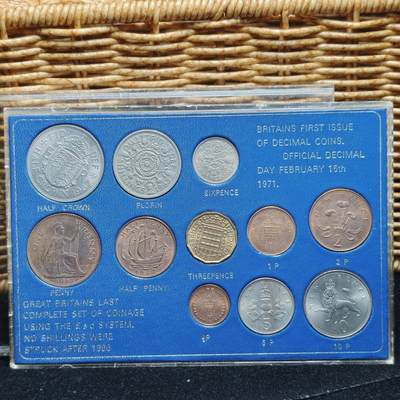 BRITAINS FIRST ISSUE
OF DECIMAL COINS.
OFFICIAL DECIMAL
DAY FEBRUARY 15th
1971.
HALF CROWN
FLORIN
SIXPENCE
PENNY
HALF PENNY
THREEPENCE
1 P
2 P
GREAT BRITAINS LAST
COMPLETE SET OF COINAGE
USING THE £sd SYSTEM.
NO SHILLINGS WERE
STRUCK AFTER 1966
½P
5 P
10 P